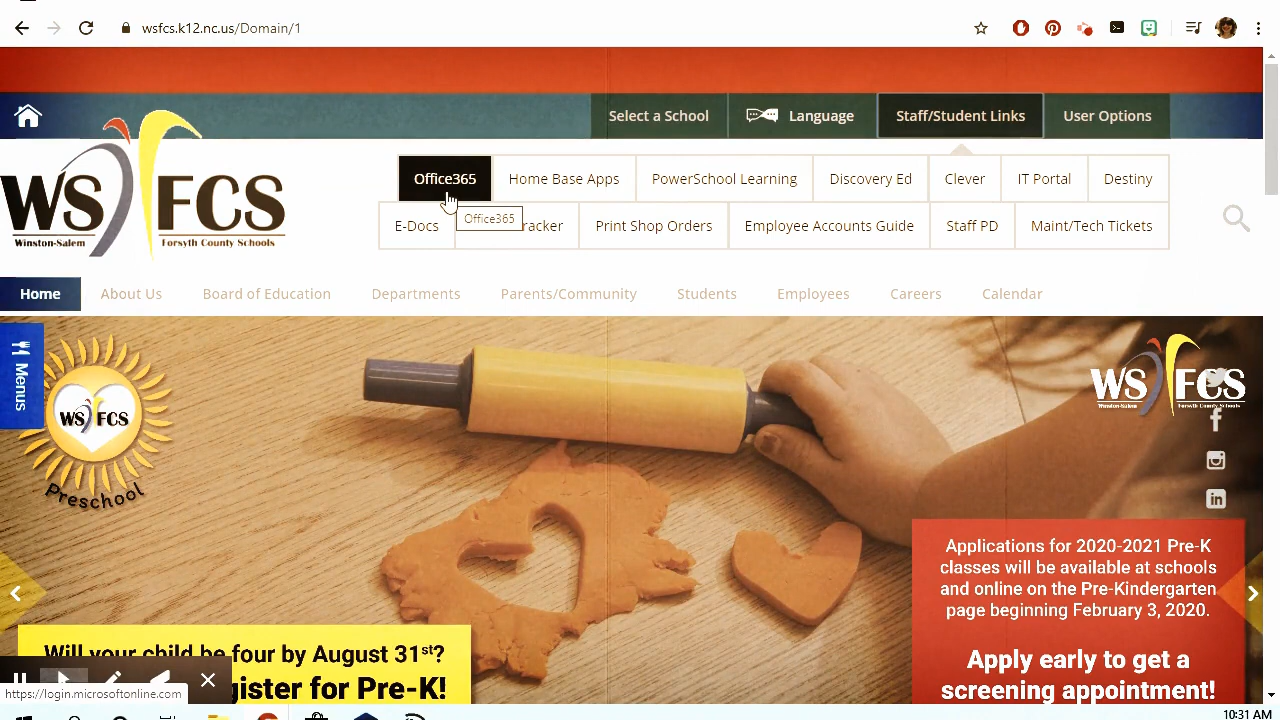 wsfcs.k12.nc.us/Domain/1
Select a School Language Staff/Student Links User Options
Office365 Home Base Apps PowerSchool Learning Discovery Ed Clever IT Portal Destiny
Office365
E-Docs racker Print Shop Orders Employee Accounts Guide Staff PD Maint/Tech Tickets
WS FCS
Winston-Salem Forsyth County Schools
Home About Us Board of Education Departments Parents/Community Students Employees Careers Calendar
Menus
WS FCS
Preschool
WS FCS
Winston-Salem Forsyth County Schools
Applications for 2020-2021 Pre-K
classes will be available at schools
and online on the Pre-Kindergarten
page beginning February 3, 2020.
Apply early to get a
screening appointment!
Will your child be four by August 31st?
gister for Pre-K!
https://login.microsoftonline.com
10:31 AM